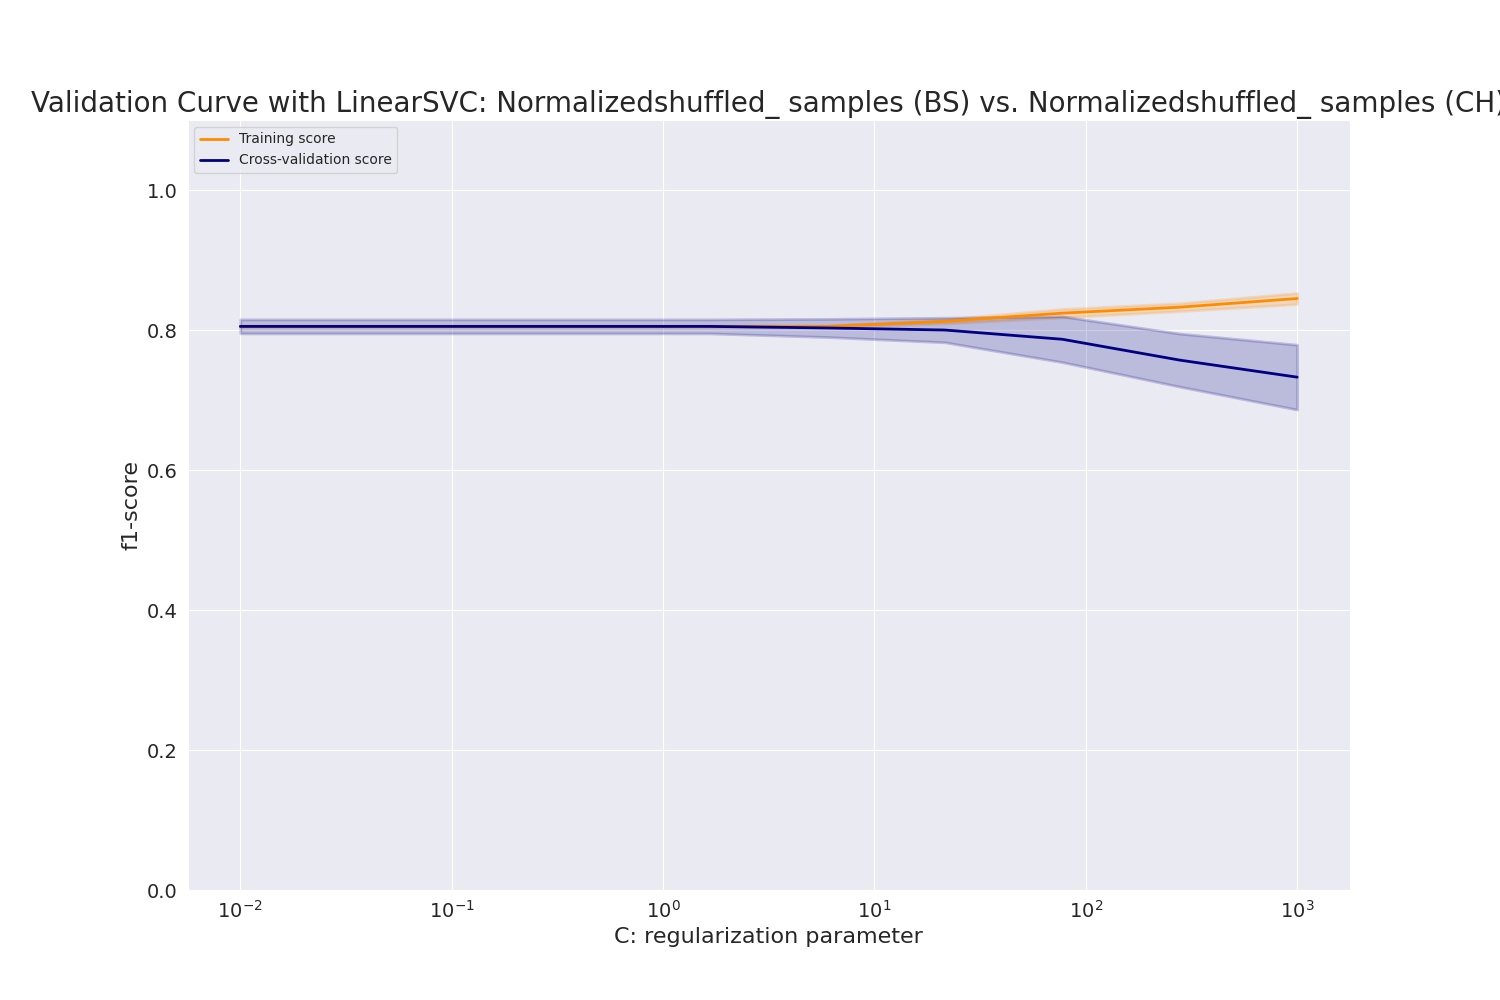 Validation Curve with LinearSVC: Normalizedshuffled_ samples (BS) vs. Normalizedshuffled_ samples (CH)
Training score
Cross-validation score
1.0
0.8
0.6
0.4
0.2
0.0
f1-score
10⁻² 10⁻¹ 10⁰ 10¹ 10² 10³
C: regularization parameter